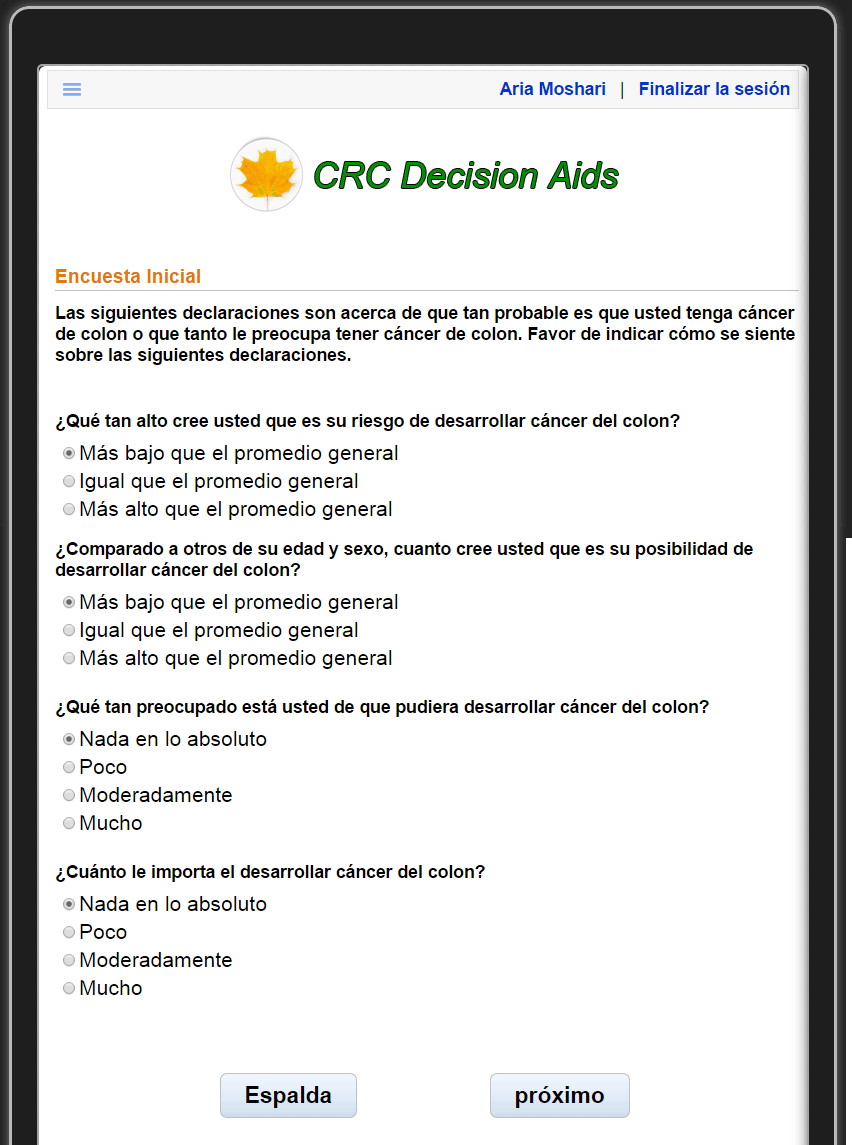 Aria Moshari | Finalizar la sesión
CRC Decision Aids
Encuesta Inicial
Las siguientes declaraciones son acerca de que tan probable es que usted tenga cáncer
de colon o que tanto le preocupa tener cáncer de colon. Favor de indicar cómo se siente
sobre las siguientes declaraciones.
¿Qué tan alto cree usted que es su riesgo de desarrollar cáncer del colon?
Más bajo que el promedio general
Igual que el promedio general
Más alto que el promedio general
¿Comparado a otros de su edad y sexo, cuanto cree usted que es su posibilidad de
desarrollar cáncer del colon?
Más bajo que el promedio general
Igual que el promedio general
Más alto que el promedio general
¿Qué tan preocupado está usted de que pudiera desarrollar cáncer del colon?
Nada en lo absoluto
Poco
Moderadamente
Mucho
¿Cuánto le importa el desarrollar cáncer del colon?
Nada en lo absoluto
Poco
Moderadamente
Mucho
Espalda próximo